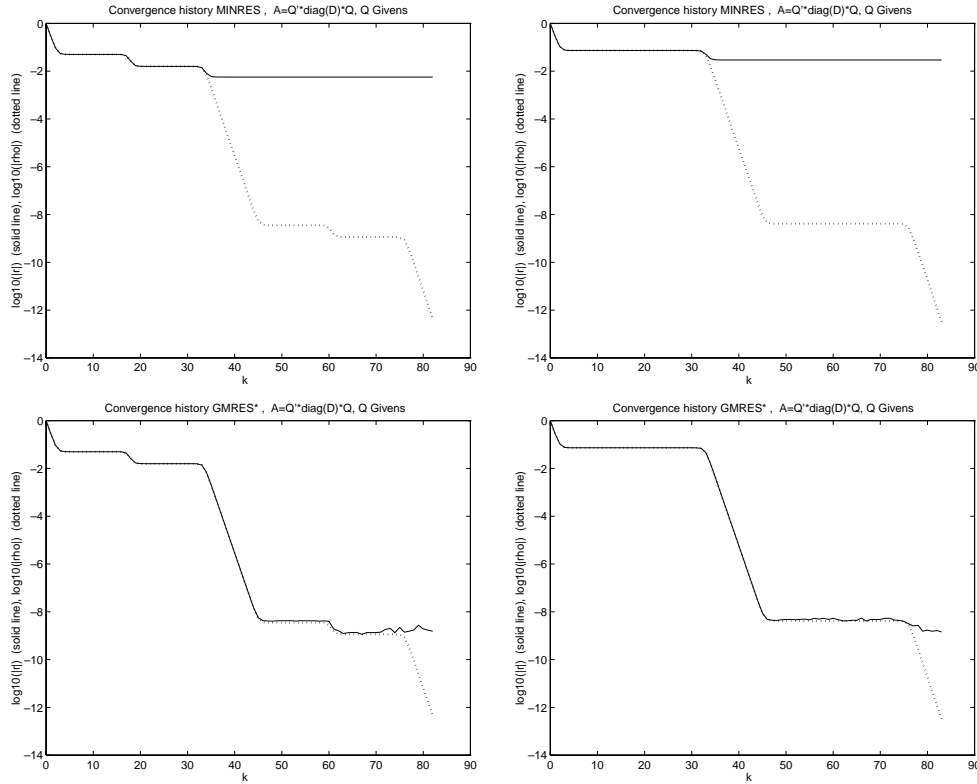 Convergence history MINRES , A=Q'*diag(D)*Q, Q Givens
log10(|r|) (solid line), log10(|rho|) (dotted line)
0
−2
−4
−6
−8
−10
−12
−14
0 10 20 30 40 50 60 70 80 90
k
Convergence history MINRES , A=Q'*diag(D)*Q, Q Givens
log10(|r|) (solid line), log10(|rho|) (dotted line)
0
−2
−4
−6
−8
−10
−12
−14
0 10 20 30 40 50 60 70 80 90
k
Convergence history GMRES* , A=Q'*diag(D)*Q, Q Givens
log10(|r|) (solid line), log10(|rho|) (dotted line)
0
−2
−4
−6
−8
−10
−12
−14
0 10 20 30 40 50 60 70 80 90
k
Convergence history GMRES* , A=Q'*diag(D)*Q, Q Givens
log10(|r|) (solid line), log10(|rho|) (dotted line)
0
−2
−4
−6
−8
−10
−12
−14
0 10 20 30 40 50 60 70 80 90
k